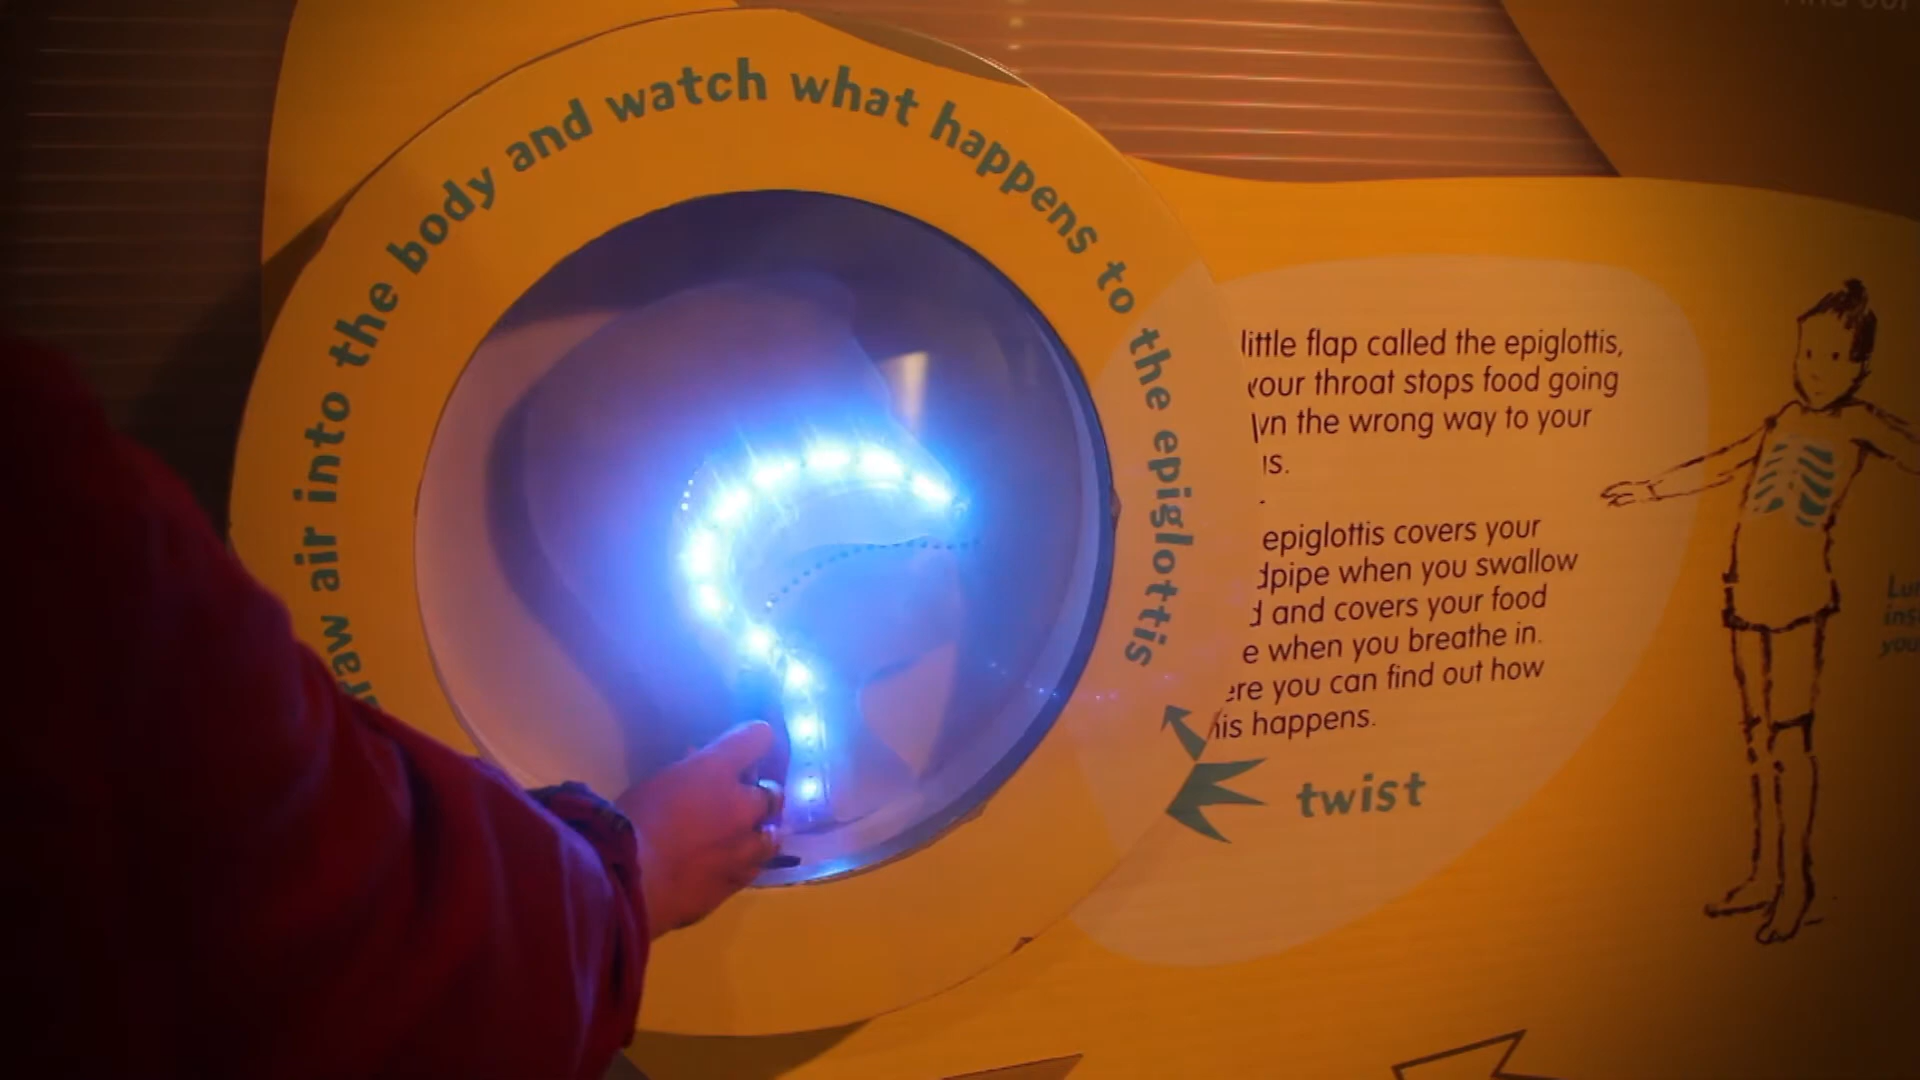 raw air into the body and watch what happens to the epiglottis
little flap called the epiglottis,
your throat stops food going
wn the wrong way to your
is.
epiglottis covers your
dpipe when you swallow
d and covers your food
e when you breathe in.
ere you can find out how
his happens.
twist